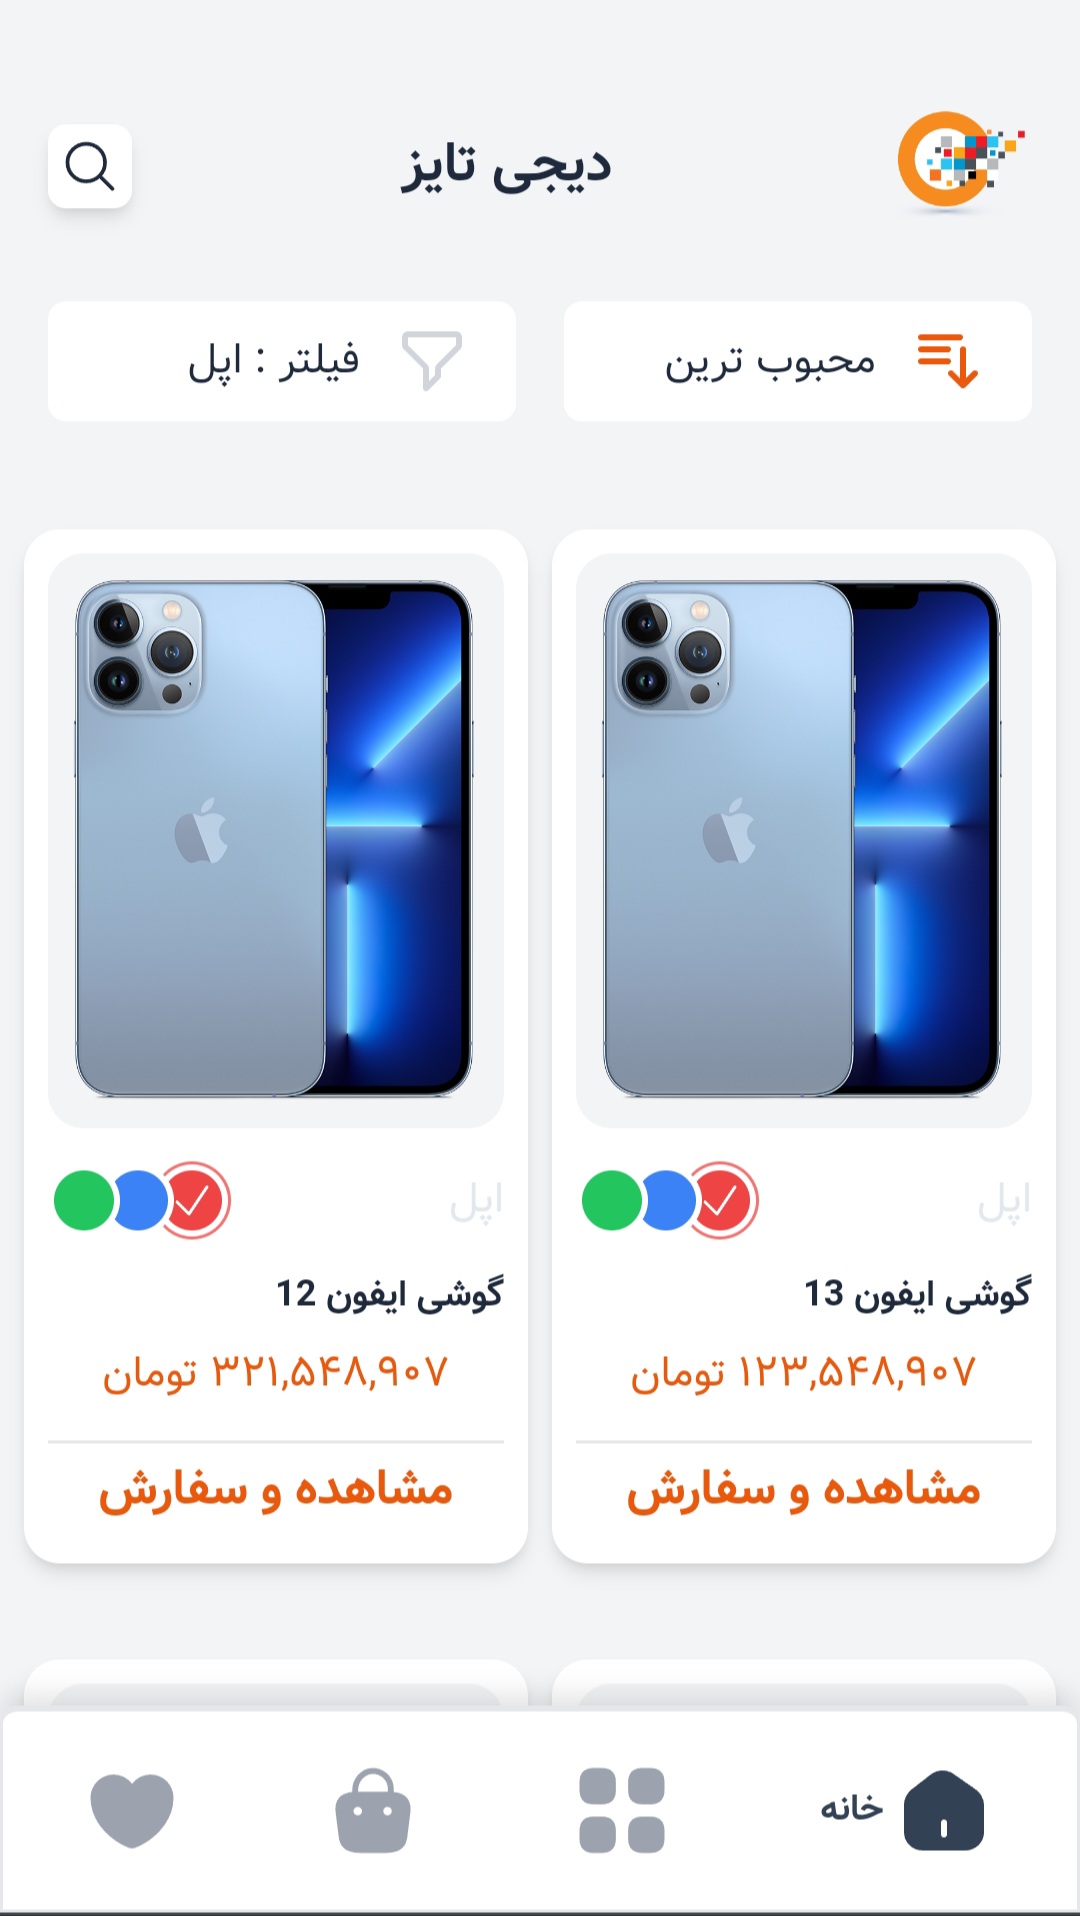 دیجی تایز
محبوب ترین
فیلتر : اپل
اپل
گوشی ایفون 13
۱۲۳,۵۴۸,۹۰۷ تومان
مشاهده و سفارش
اپل
گوشی ایفون 12
۳۲۱,۵۴۸,۹۰۷ تومان
مشاهده و سفارش
خانه